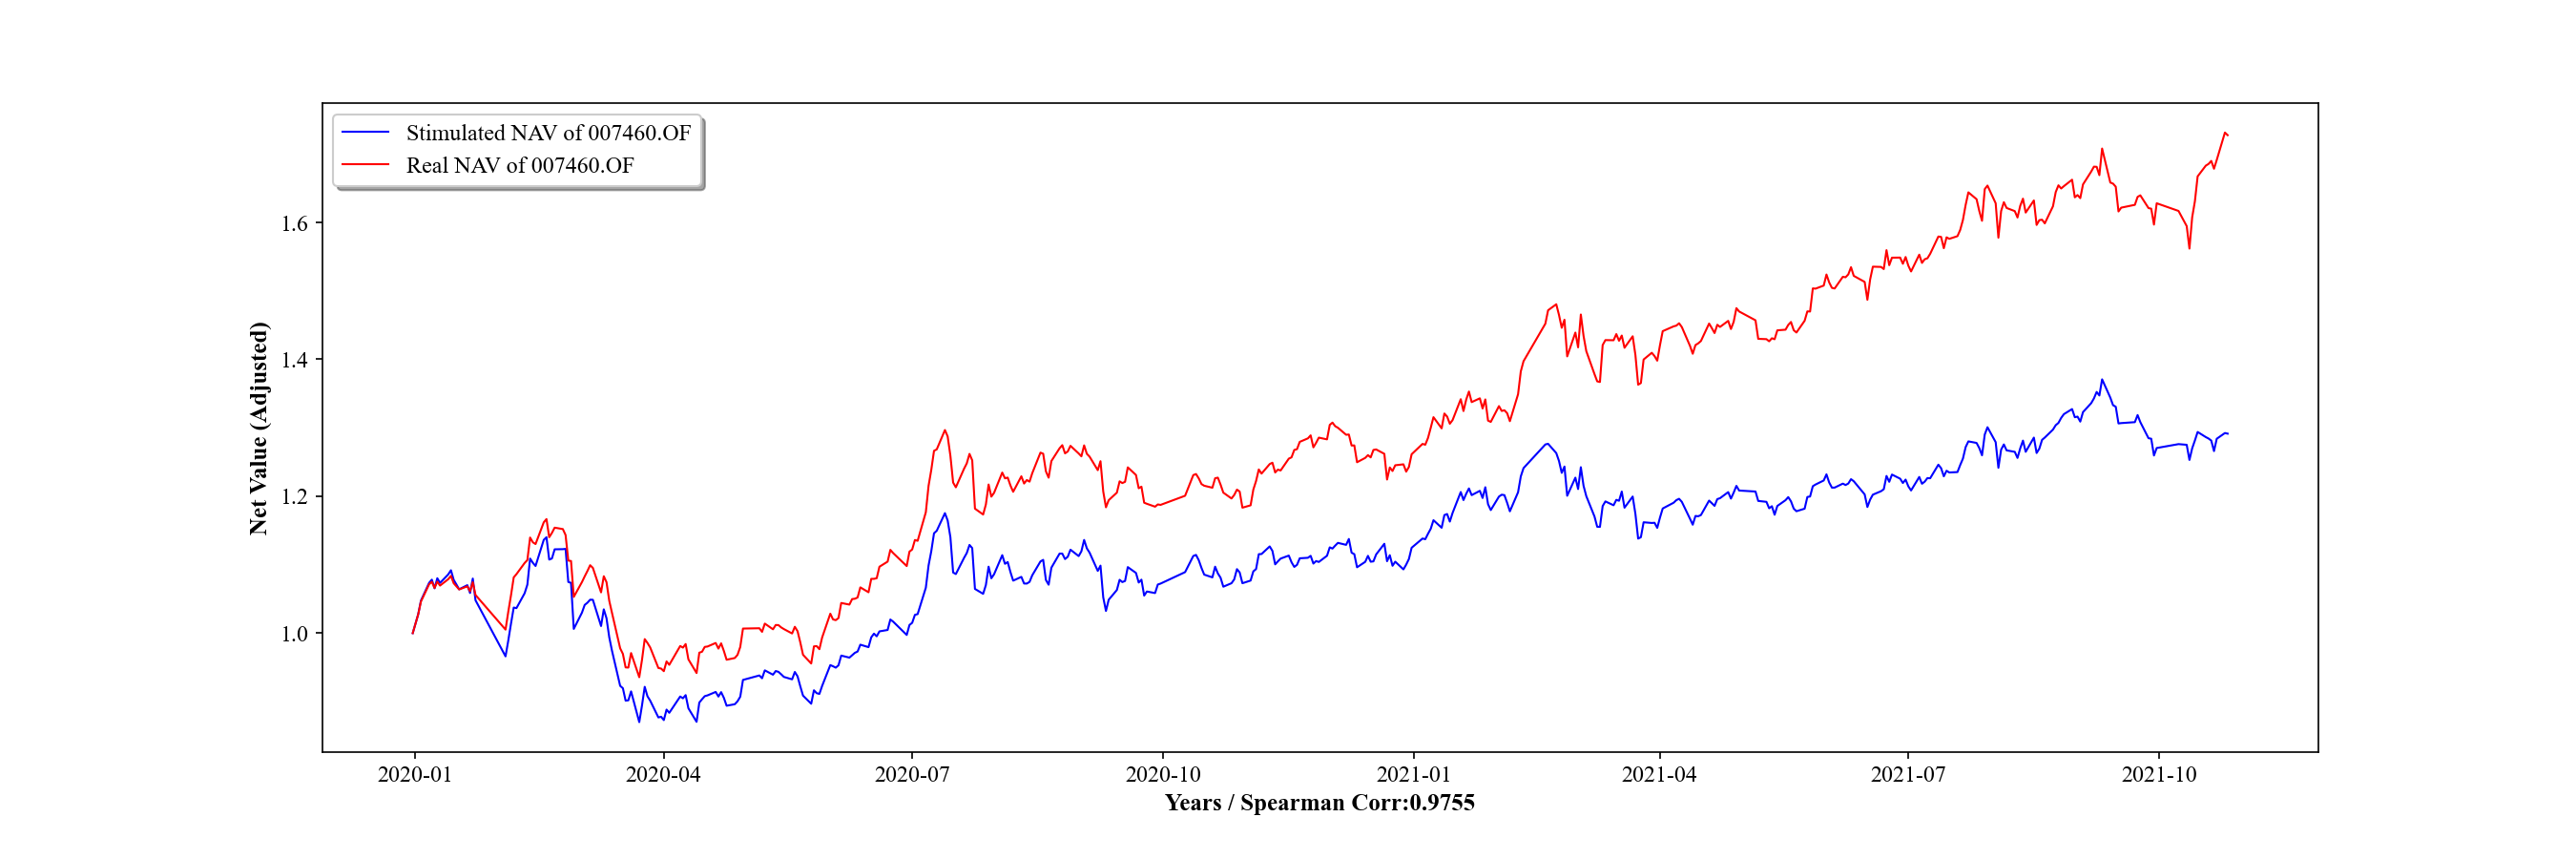 Stimulated NAV of 007460.OF
Real NAV of 007460.OF
Net Value (Adjusted)
1.6
1.4
1.2
1.0
2020-01 2020-04 2020-07 2020-10 2021-01 2021-04 2021-07 2021-10
Years / Spearman Corr:0.9755